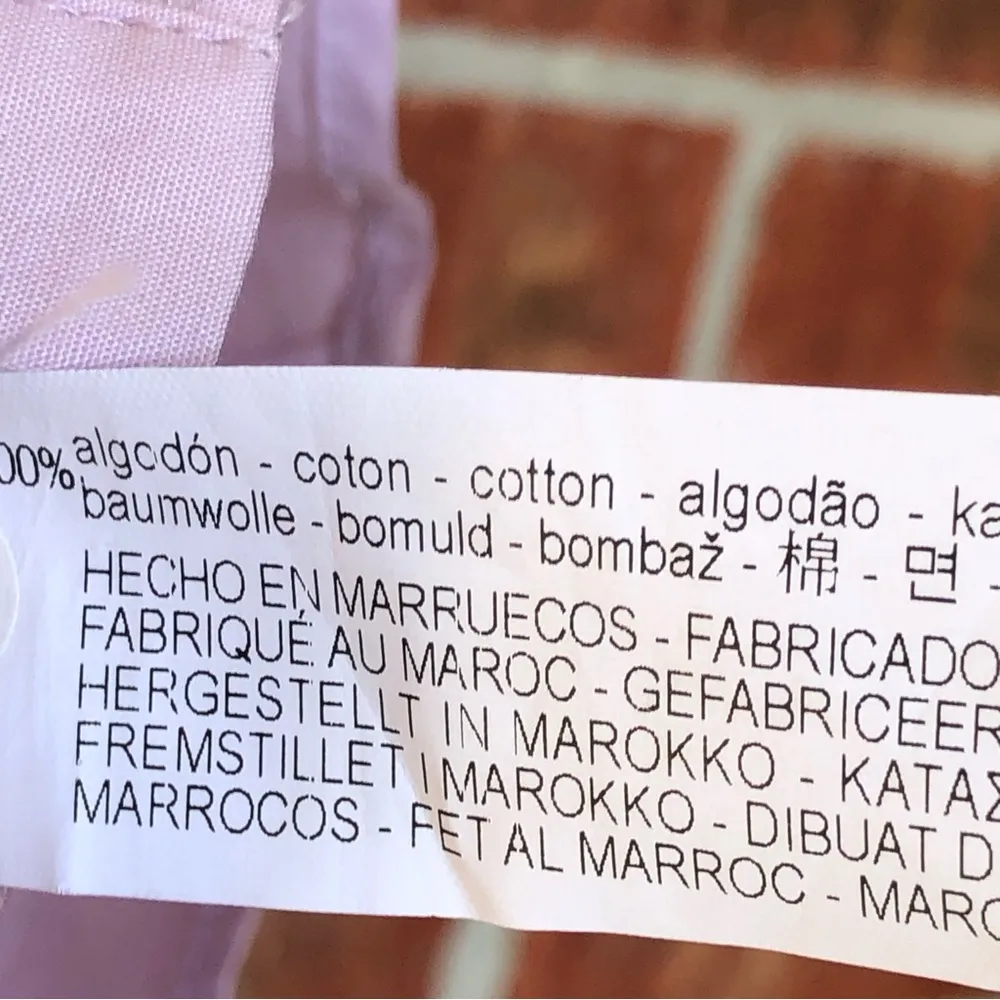 00% algodón - coton - cotton - algodão - ka
baumwolle - bomuld - bombaž - 棉 - 면 -
HECHO EN MARRUECOS - FABRICADO
FABRIQUÉ AU MAROC - GEFABRICEER
HERGESTELLT IN MAROKKO - ΚΑΤΑΣ
FREMSTILLET I MAROKKO - DIBUAT D
MARROCOS - FET AL MARROC - MARO